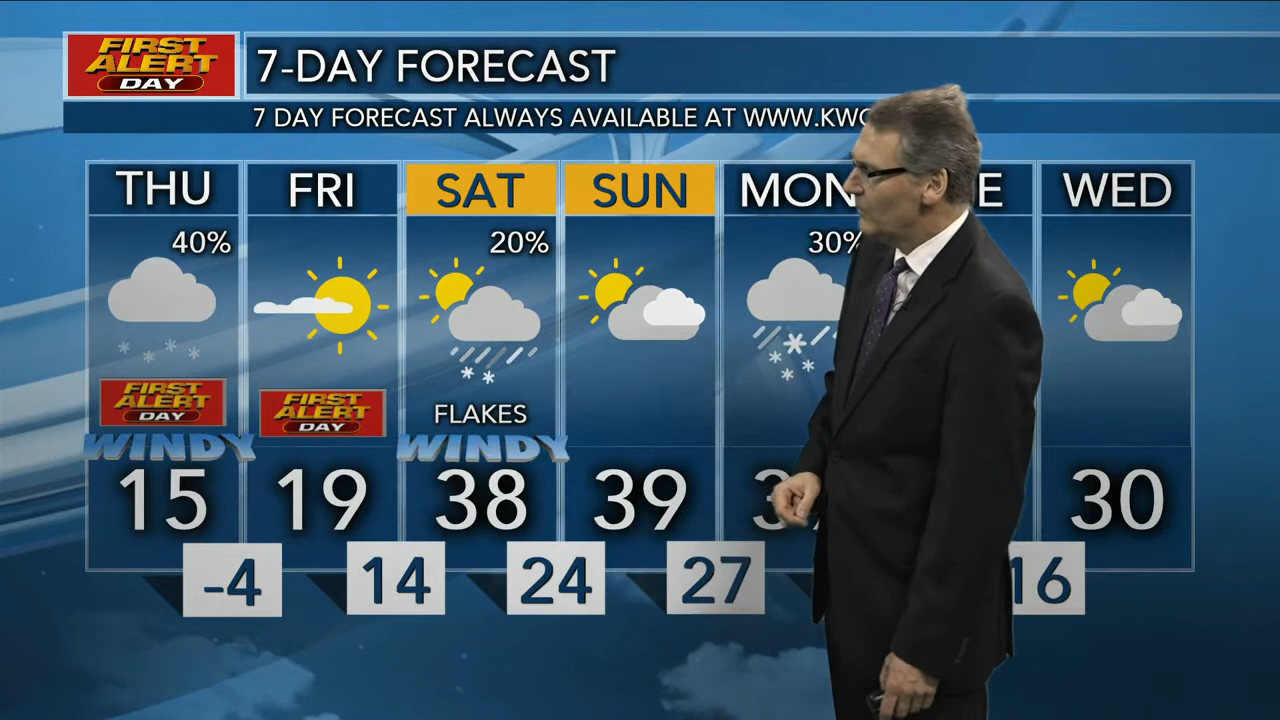 FIRST
ALERT
DAY
7-DAY FORECAST
7 DAY FORECAST ALWAYS AVAILABLE AT
THU FRI SAT SUN WED
40% 20% 30%
FIRST
ALERT
DAY
FIRST
ALERT
DAY
FLAKES
WINDY WINDY
15 19 38 39 30
-4 14 24 27 16